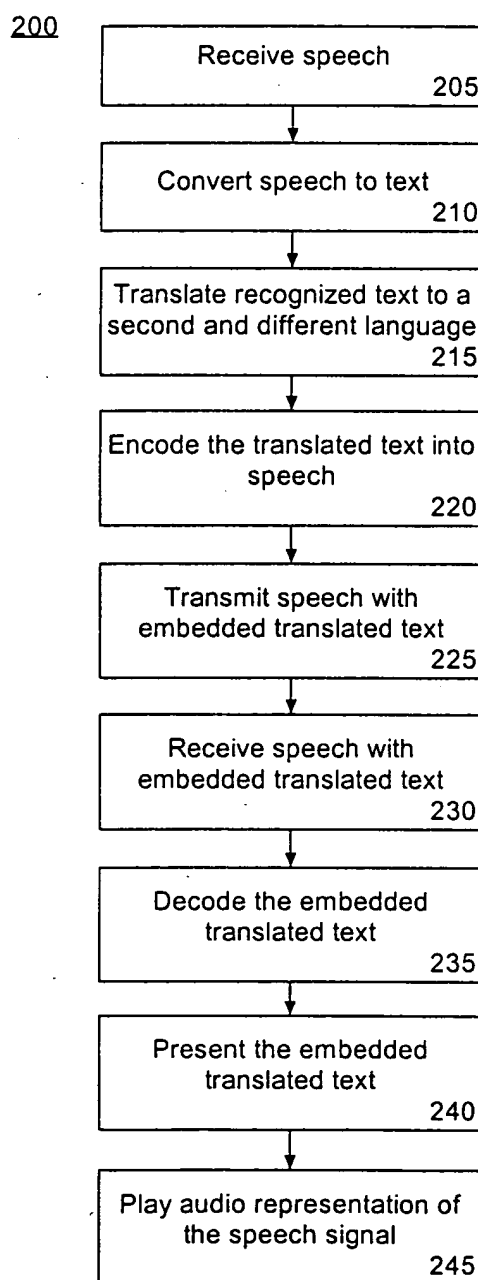 200
Receive speech
205
Convert speech to text
210
Translate recognized text to a
second and different language
215
Encode the translated text into
speech
220
Transmit speech with
embedded translated text
225
Receive speech with
embedded translated text
230
Decode the embedded
translated text
235
Present the embedded
translated text
240
Play audio representation of
the speech signal
245